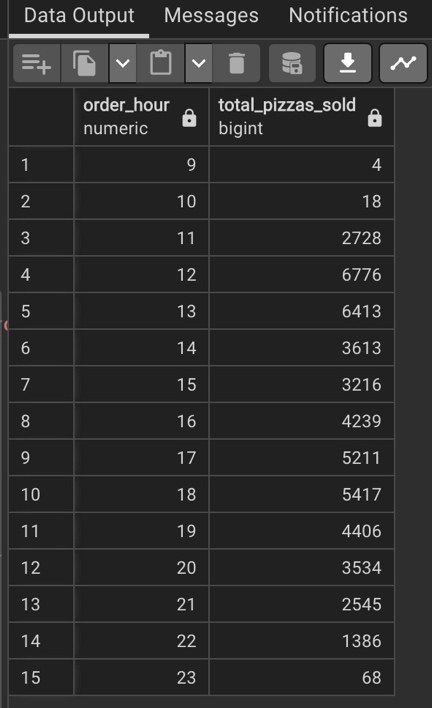 Data Output Messages Notifications
order_hour total_pizzas_sold
numeric bigint
1 9 4
2 10 18
3 11 2728
4 12 6776
5 13 6413
6 14 3613
7 15 3216
8 16 4239
9 17 5211
10 18 5417
11 19 4406
12 20 3534
13 21 2545
14 22 1386
15 23 68